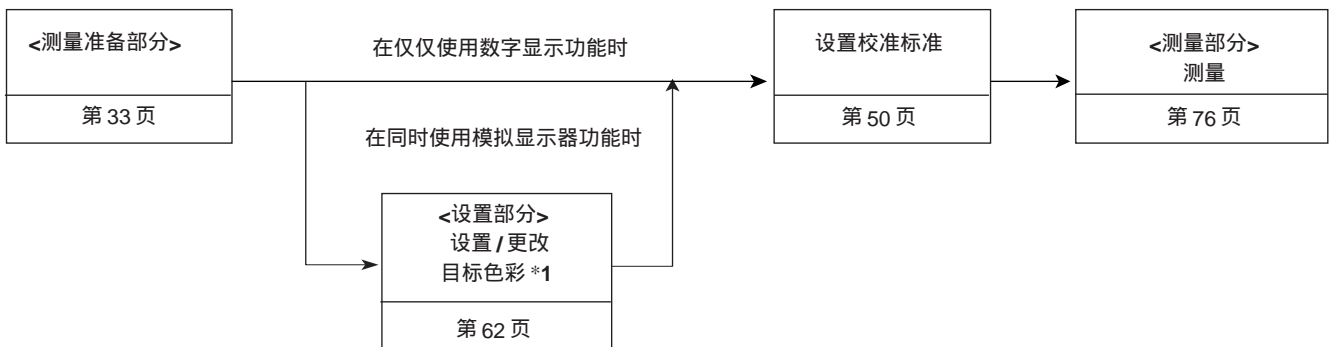 <测量准备部分>
第 33 页
在仅仅使用数字显示功能时
在同时使用模拟显示器功能时
<设置部分>
设置 / 更改
目标色彩 *1
第 62 页
设置校准标准
第 50 页
<测量部分>
测量
第 76 页